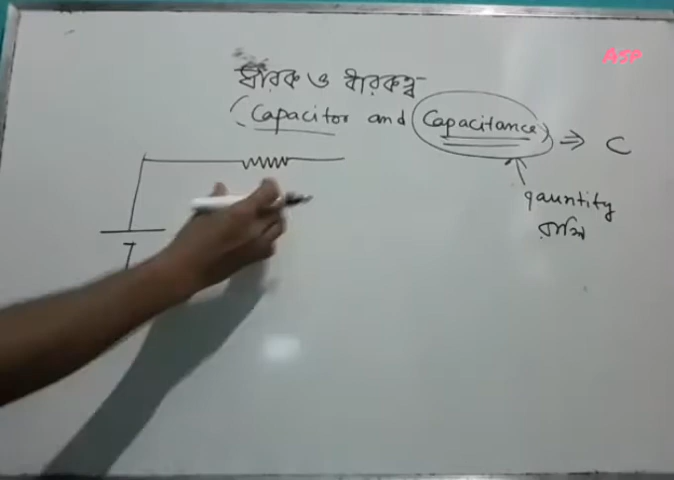 ASP
ধারক ও ধারকত্ব
(Capacitor and Capacitance) ⇒ C
qauntity
রাশি